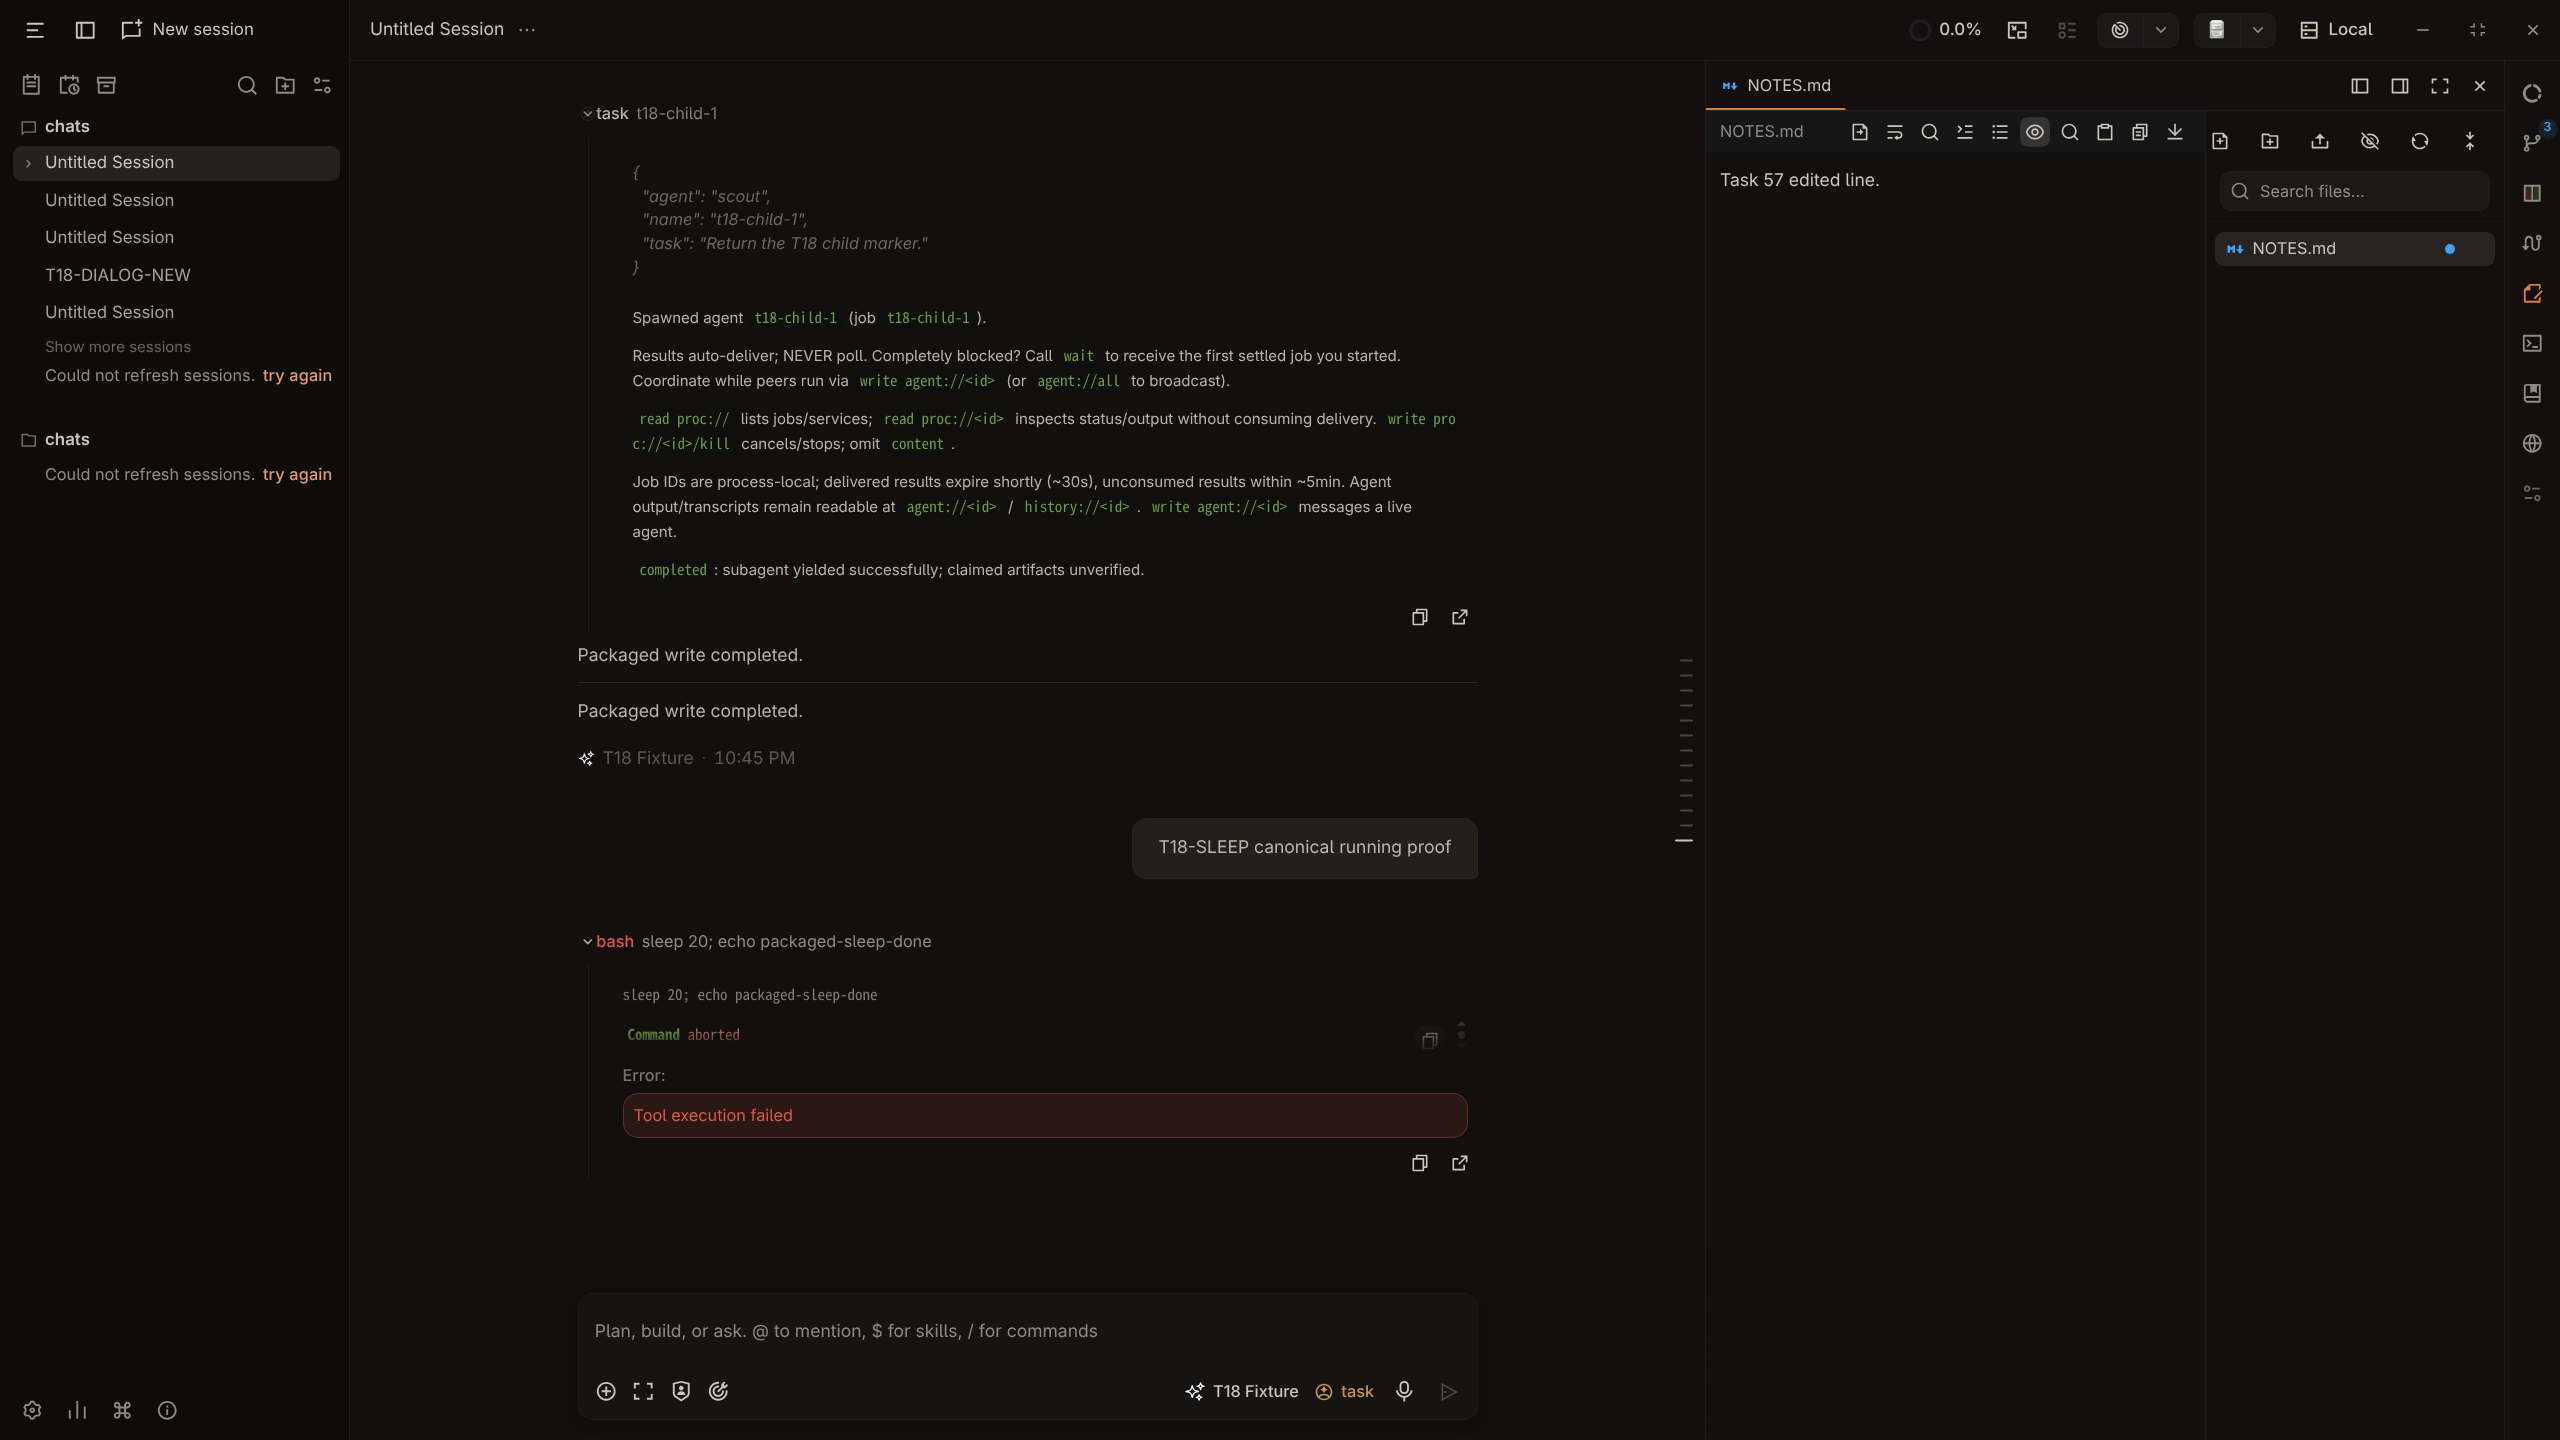 New session
Untitled Session
0.0%
Local
chats
Untitled Session
Untitled Session
Untitled Session
T18-DIALOG-NEW
Untitled Session
Show more sessions
Could not refresh sessions. try again
chats
Could not refresh sessions. try again
task t18-child-1
{
"agent": "scout",
"name": "t18-child-1",
"task": "Return the T18 child marker."
}
Spawned agent t18-child-1 (job t18-child-1 ).
Results auto-deliver; NEVER poll. Completely blocked? Call wait to receive the first settled job you started.
Coordinate while peers run via write agent://<id> (or agent://all to broadcast).
read proc:// lists jobs/services; read proc://<id> inspects status/output without consuming delivery. write pro
c://<id>/kill cancels/stops; omit content .
Job IDs are process-local; delivered results expire shortly (~30s), unconsumed results within ~5min. Agent
output/transcripts remain readable at agent://<id> / history://<id> . write agent://<id> messages a live
agent.
completed : subagent yielded successfully; claimed artifacts unverified.
Packaged write completed.
Packaged write completed.
T18 Fixture · 10:45 PM
T18-SLEEP canonical running proof
bash sleep 20; echo packaged-sleep-done
sleep 20; echo packaged-sleep-done
Command aborted
Error:
Tool execution failed
Plan, build, or ask. @ to mention, $ for skills, / for commands
T18 Fixture
task
NOTES.md
NOTES.md
Task 57 edited line.
Search files...
NOTES.md
3